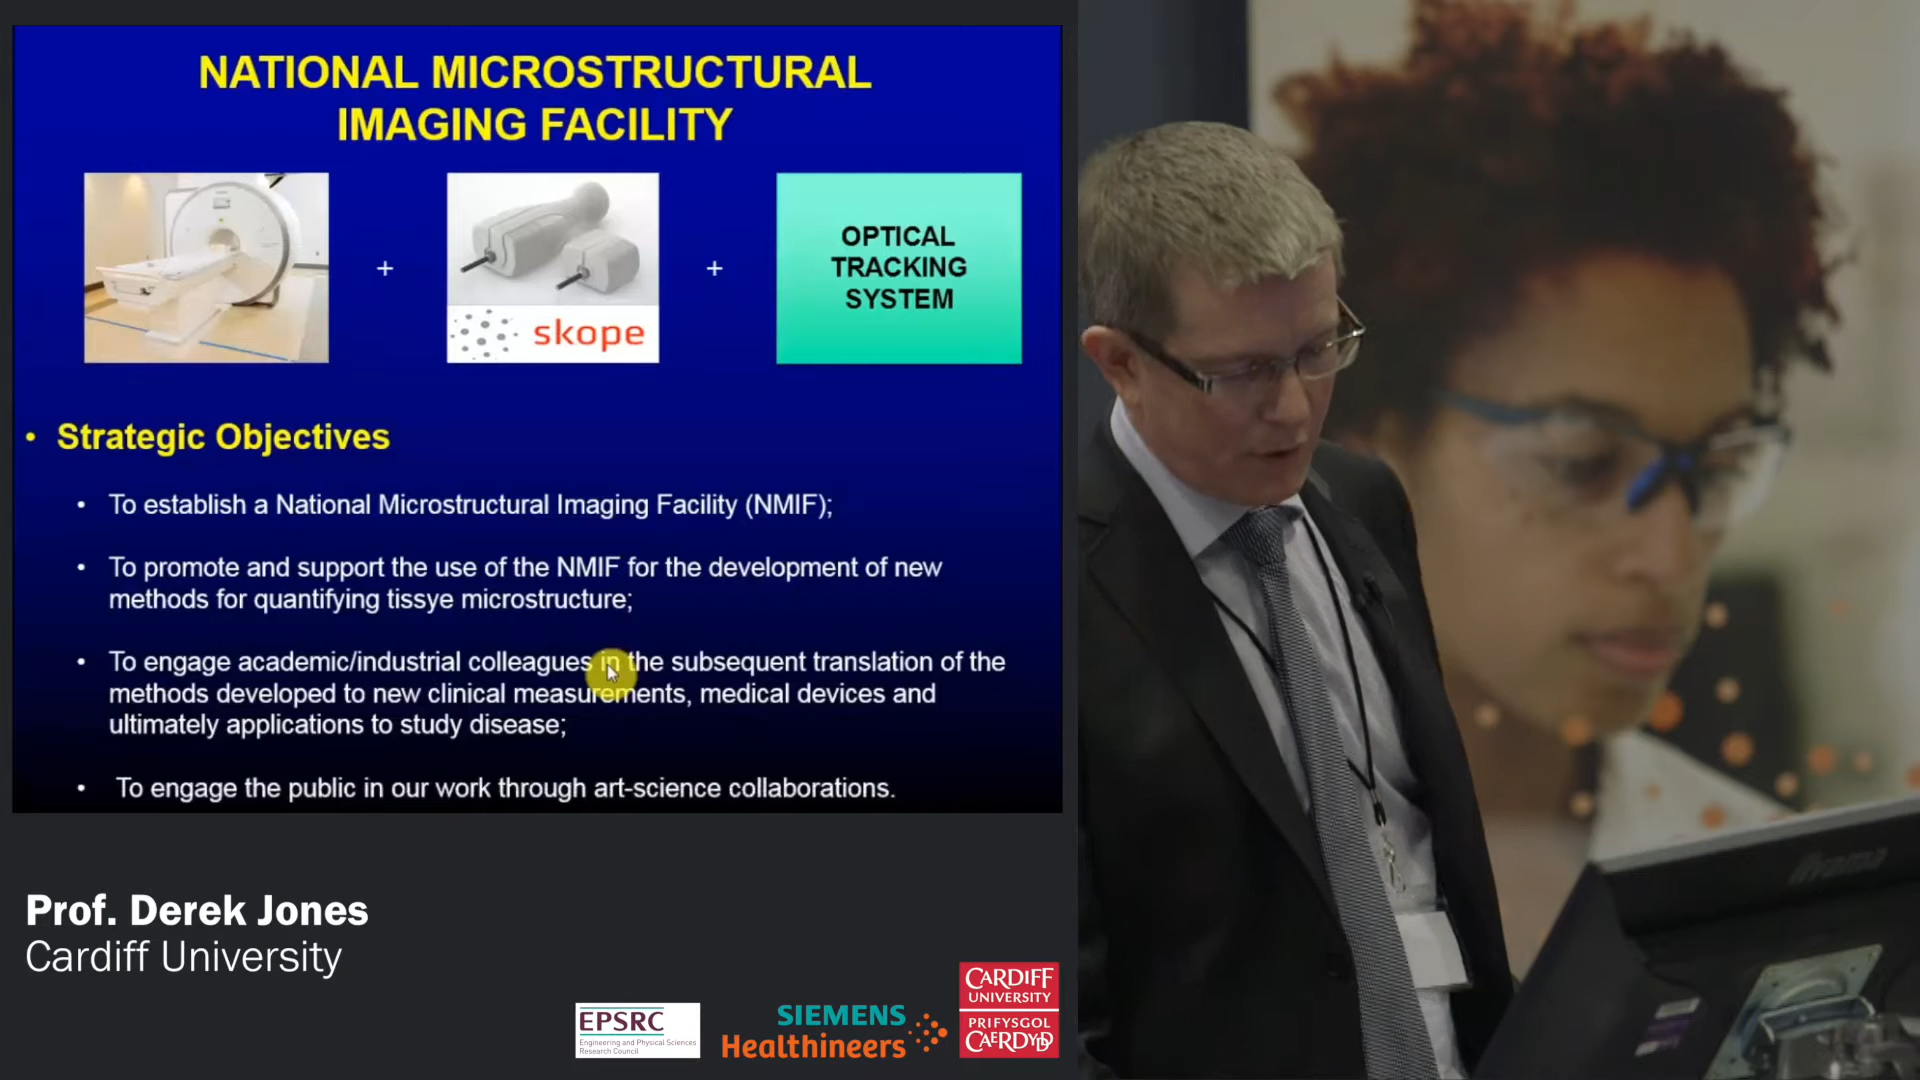 NATIONAL MICROSTRUCTURAL
IMAGING FACILITY
+
skope
+
OPTICAL
TRACKING
SYSTEM
• Strategic Objectives
• To establish a National Microstructural Imaging Facility (NMIF);
• To promote and support the use of the NMIF for the development of new
methods for quantifying tissye microstructure;
• To engage academic/industrial colleagues in the subsequent translation of the
methods developed to new clinical measurements, medical devices and
ultimately applications to study disease;
• To engage the public in our work through art-science collaborations.
Prof. Derek Jones
Cardiff University
EPSRC
Engineering and Physical Sciences
Research Council
SIEMENS
Healthineers
CARDIFF
UNIVERSITY
PRIFYSGOL
CAERDYDD
iiyama